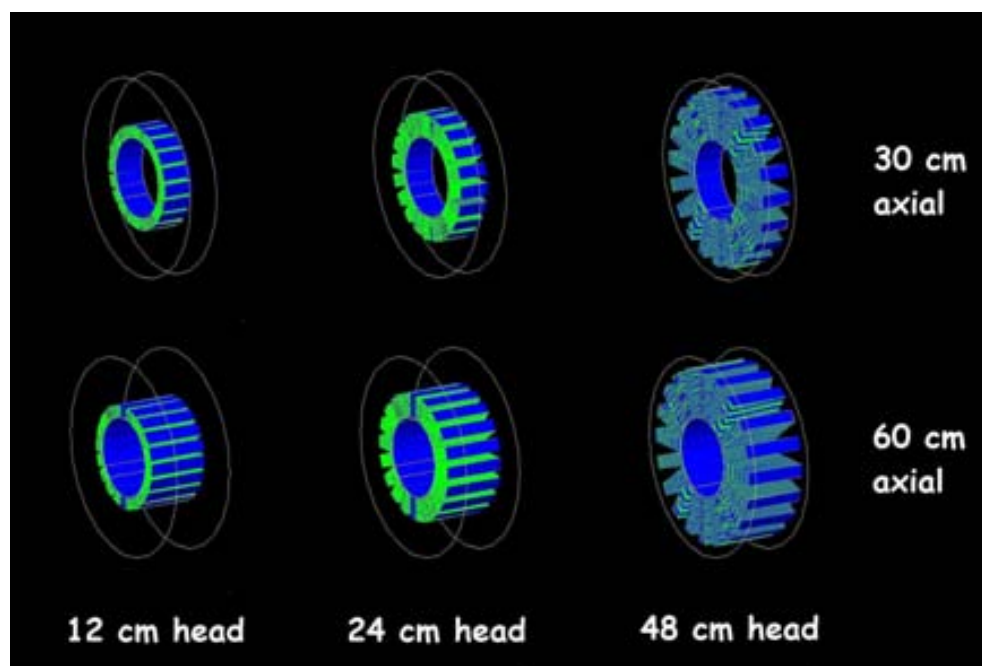 30 cm
axial
60 cm
axial
12 cm head
24 cm head
48 cm head